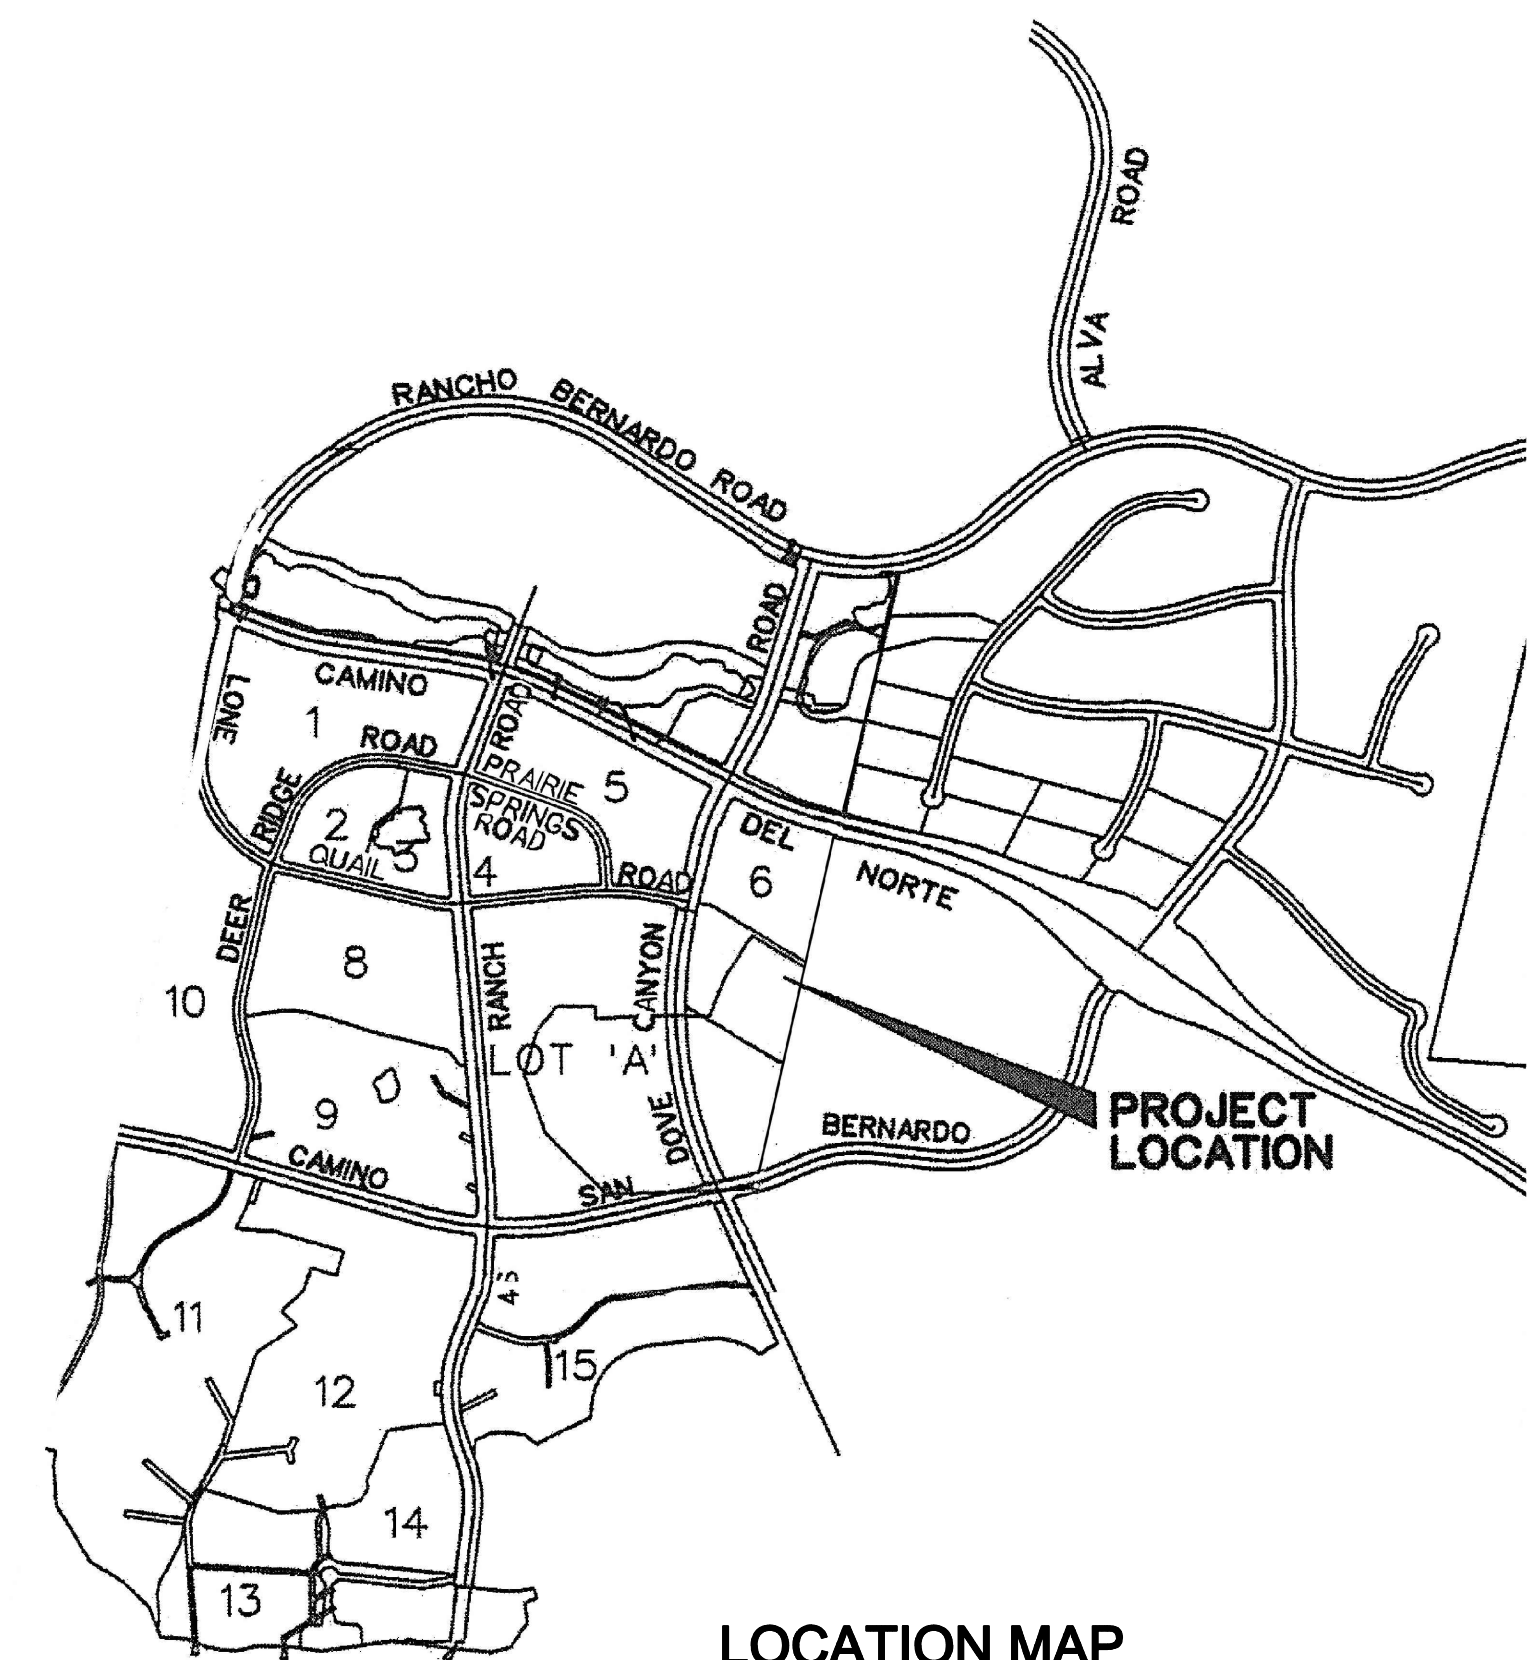 ALVA ROAD
RANCHO BERNARDO ROAD
ROAD
CAMINO
LONE
1
ROAD
ROAD
PRAIRIE
SPRINGS
ROAD
5
RIDGE
2
3
QUAIL
4
ROAD
DEL
NORTE
6
DEER
8
RANCH
CANYON
10
LOT 'A'
9
DOVE
BERNARDO
PROJECT
LOCATION
CAMINO
SAN
4S
11
15
12
14
13
LOCATION MAP